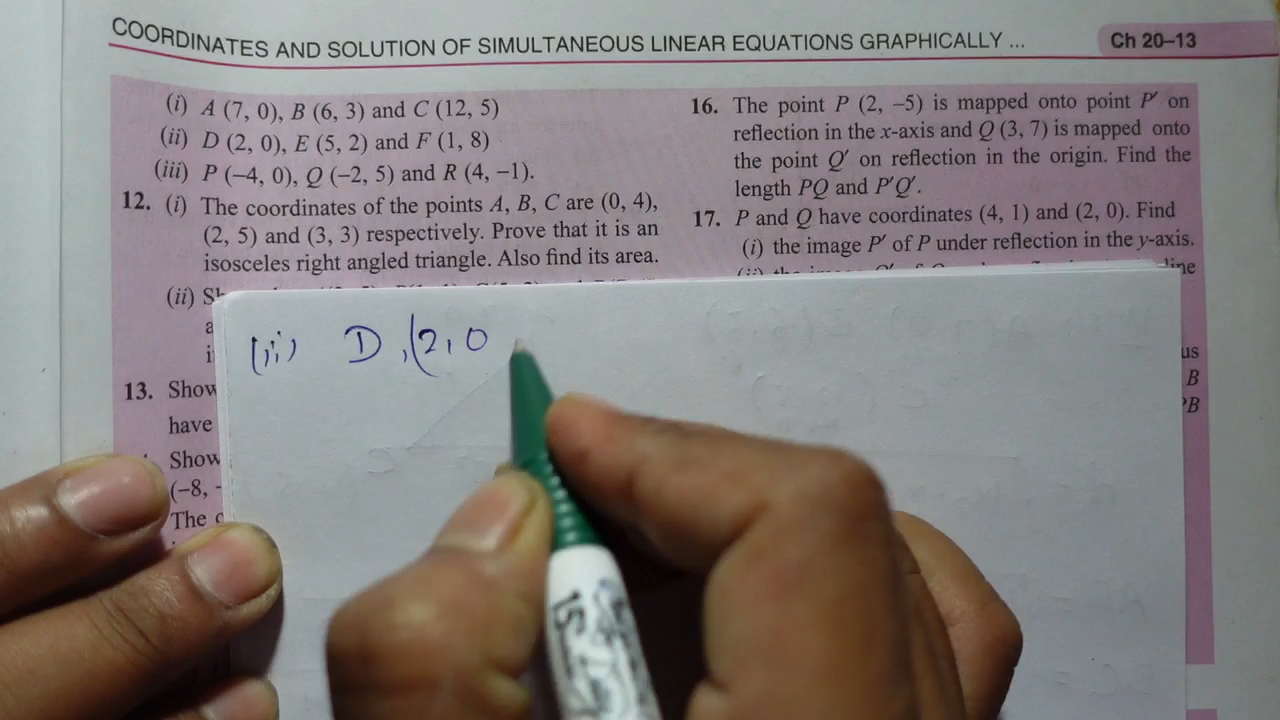 COORDINATES AND SOLUTION OF SIMULTANEOUS LINEAR EQUATIONS GRAPHICALLY ...
Ch 20–13
(i) A (7, 0), B (6, 3) and C (12, 5)
(ii) D (2, 0), E (5, 2) and F (1, 8)
(iii) P (–4, 0), Q (–2, 5) and R (4, –1).
12. (i) The coordinates of the points A, B, C are (0, 4),
(2, 5) and (3, 3) respectively. Prove that it is an
isosceles right angled triangle. Also find its area.
(ii)
13. Show
have
Show
(–8,
The
16. The point P (2, –5) is mapped onto point P′ on
reflection in the x-axis and Q (3, 7) is mapped onto
the point Q′ on reflection in the origin. Find the
length PQ and P′Q′.
17. P and Q have coordinates (4, 1) and (2, 0). Find
(i) the image P′ of P under reflection in the y-axis.
line
us
B
PB
(ii) D,(2,0